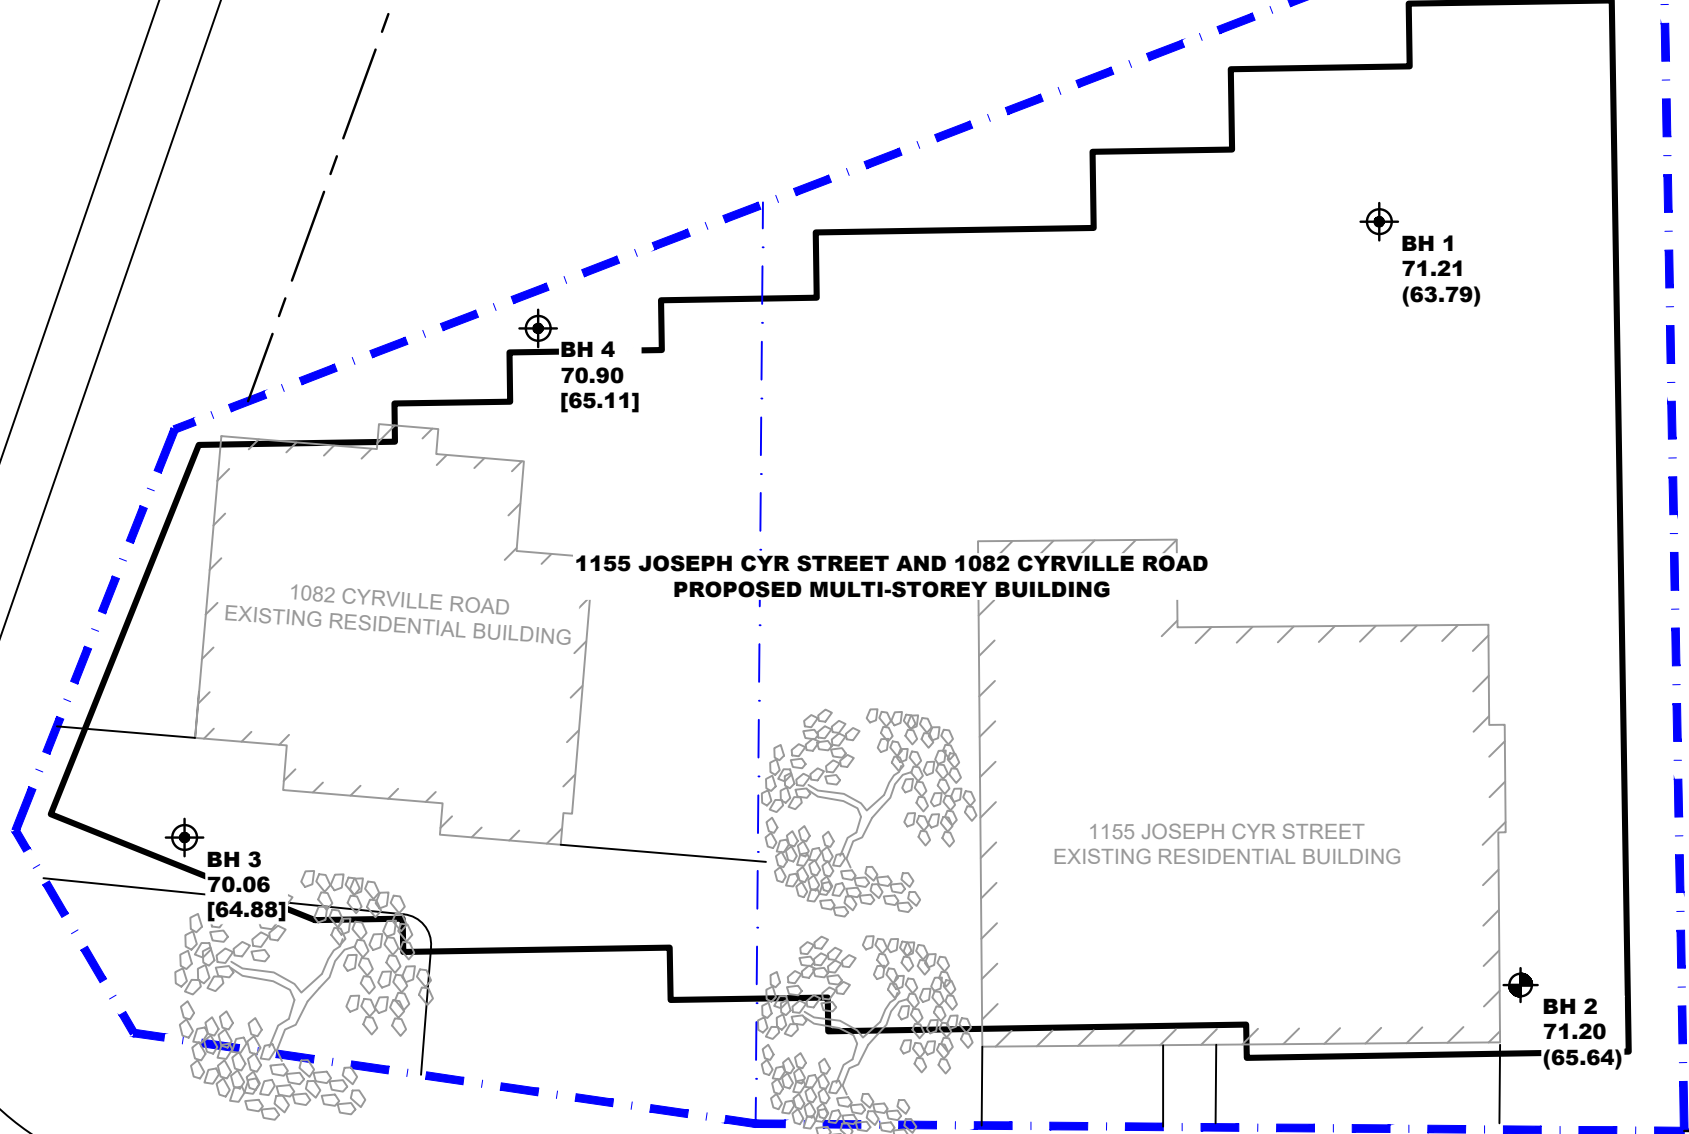 BH 1
71.21
(63.79)
BH 4
70.90
[65.11]
1155 JOSEPH CYR STREET AND 1082 CYRVILLE ROAD
PROPOSED MULTI-STOREY BUILDING
1082 CYRVILLE ROAD
EXISTING RESIDENTIAL BUILDING
1155 JOSEPH CYR STREET
EXISTING RESIDENTIAL BUILDING
BH 3
70.06
[64.88]
BH 2
71.20
(65.64)